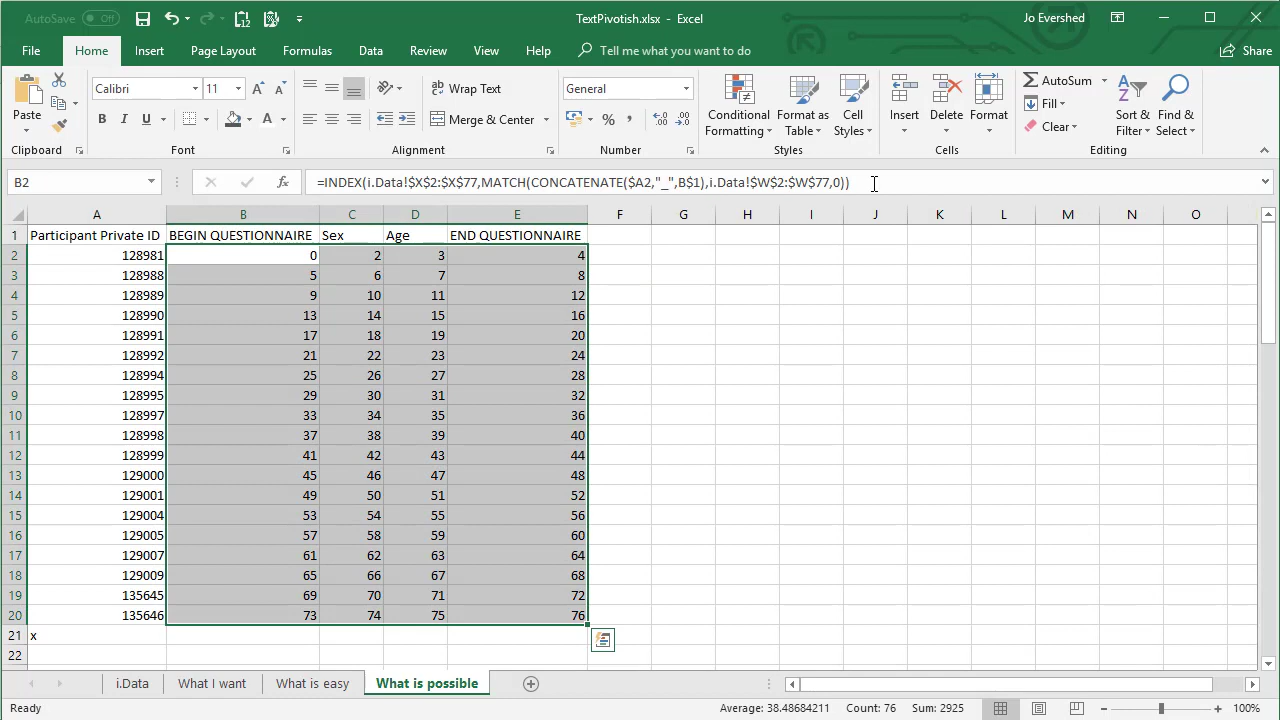 AutoSave Off TextPivotish.xlsx - Excel Jo Evershed
File Home Insert Page Layout Formulas Data Review View Help Tell me what you want to do Share
Paste Calibri 11 Wrap Text General Conditional Formatting Format as Table Cell Styles Insert Delete Format AutoSum Sort & Filter Find & Select
B I U A Merge & Center % Fill
Clear
Clipboard Font Alignment Number Styles Cells Editing
B2 fx =INDEX(i.Data!$X$2:$X$77,MATCH(CONCATENATE($A2,"_",B$1),i.Data!$W$2:$W$77,0))
A B C D E F G H I J K L M N O
1 Participant Private ID BEGIN QUESTIONNAIRE Sex Age END QUESTIONNAIRE
2 128981 0 2 3 4
3 128988 5 6 7 8
4 128989 9 10 11 12
5 128990 13 14 15 16
6 128991 17 18 19 20
7 128992 21 22 23 24
8 128994 25 26 27 28
9 128995 29 30 31 32
10 128997 33 34 35 36
11 128998 37 38 39 40
12 128999 41 42 43 44
13 129000 45 46 47 48
14 129001 49 50 51 52
15 129004 53 54 55 56
16 129005 57 58 59 60
17 129007 61 62 63 64
18 129009 65 66 67 68
19 135645 69 70 71 72
20 135646 73 74 75 76
21 x
22
i.Data What I want What is easy What is possible
Ready Average: 38.48684211 Count: 76 Sum: 2925 100%